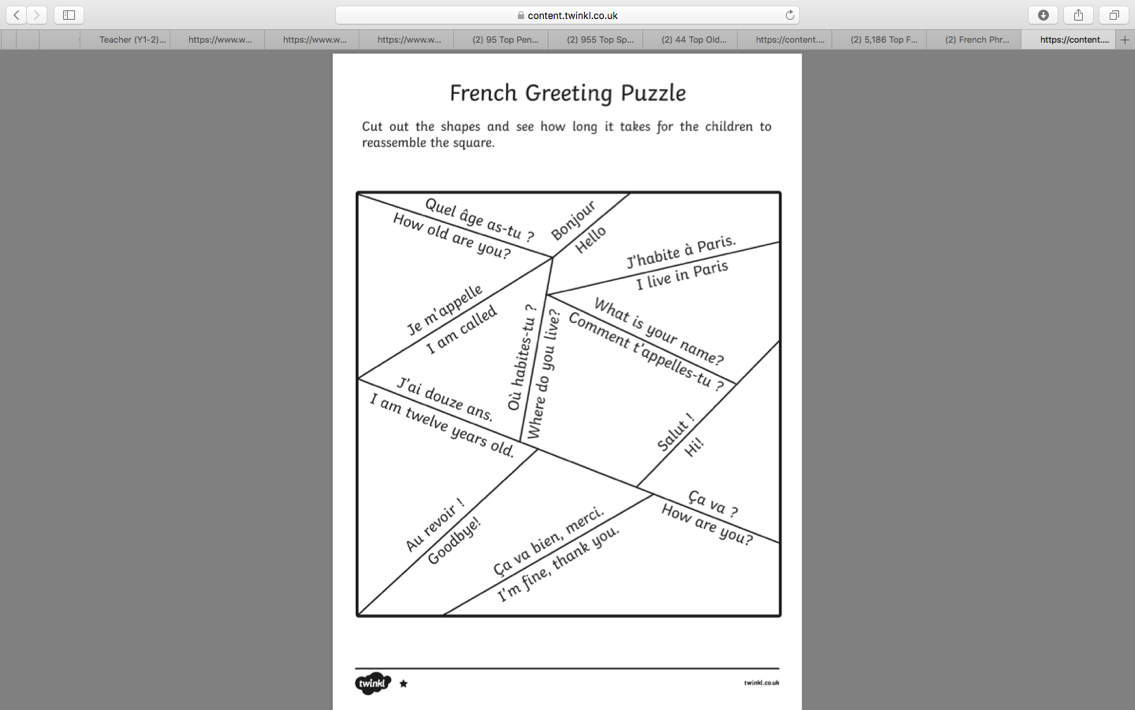 content.twinkl.co.uk
Teacher (Y1-2)...
https://www.w...
https://www.w...
https://www.w...
(2) 95 Top Pen...
(2) 955 Top Sp...
(2) 44 Top Old...
https://content....
(2) 5,186 Top F...
(2) French Phr...
https://content....
French Greeting Puzzle
Cut out the shapes and see how long it takes for the children to
reassemble the square.
Quel âge as-tu ?
How old are you?
Bonjour
Hello
J'habite à Paris.
I live in Paris
Je m'appelle
I am called
Où habites-tu ?
Where do you live?
What is your name?
Comment t'appelles-tu ?
J'ai douze ans.
I am twelve years old.
Salut !
Hi!
Au revoir !
Goodbye!
Ça va bien, merci.
I'm fine, thank you.
Ça va ?
How are you?
twinkl
twinkl.co.uk